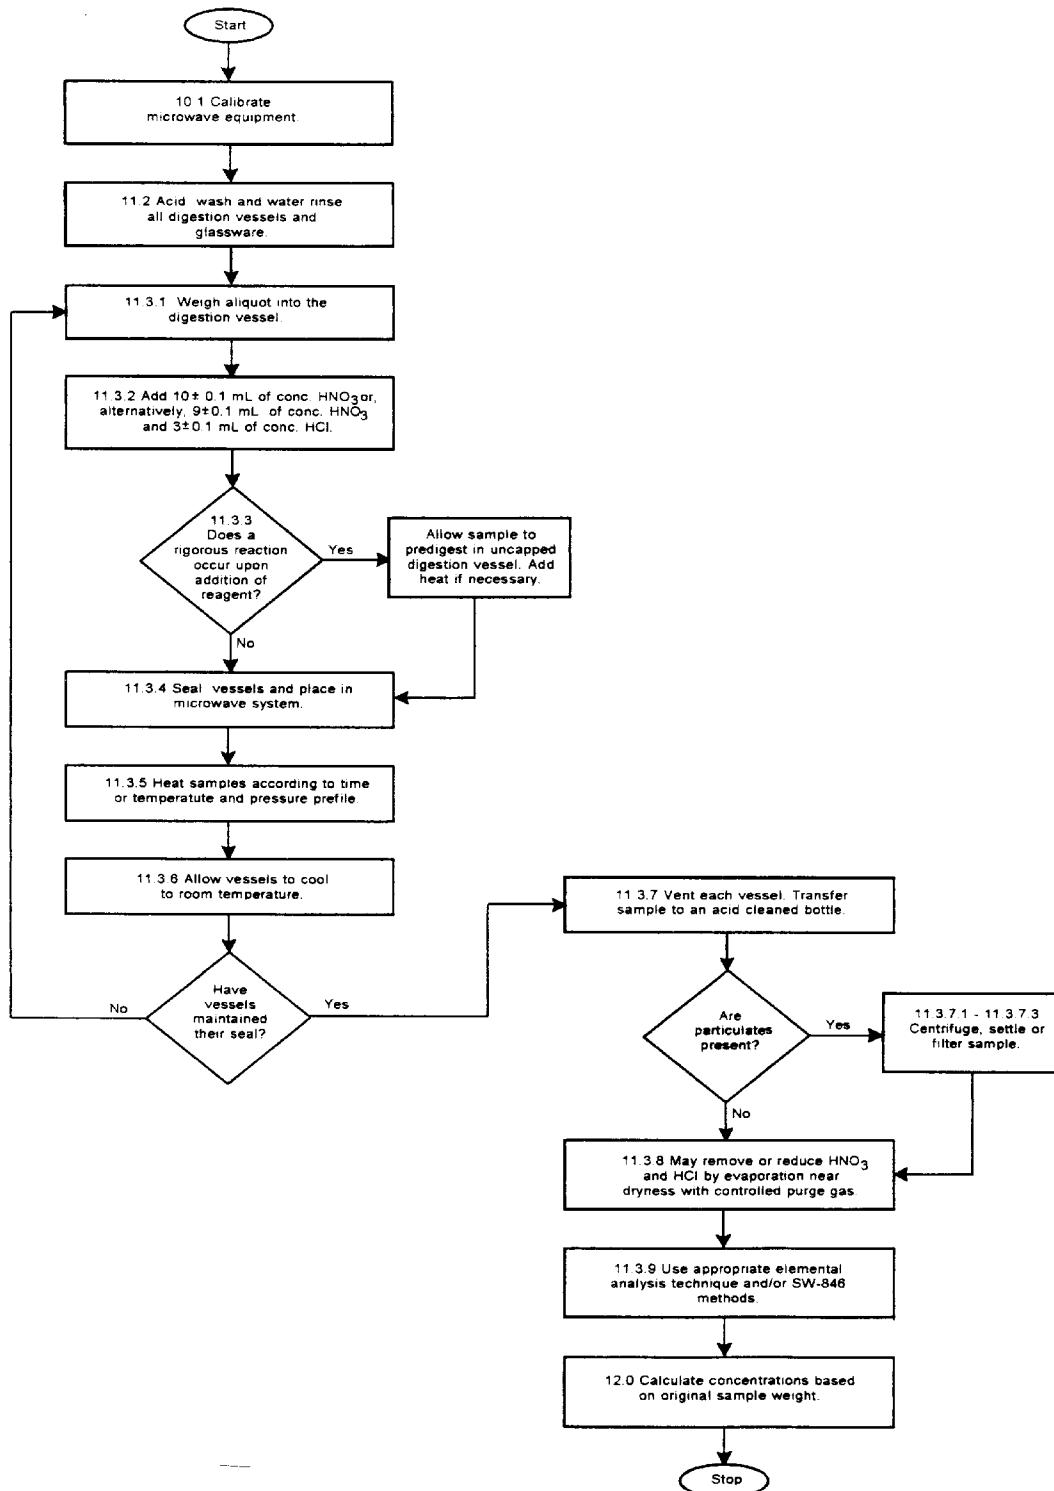 Start
10.1 Calibrate
microwave equipment.
11.2 Acid wash and water rinse
all digestion vessels and
glassware.
11.3.1 Weigh aliquot into the
digestion vessel.
11.3.2 Add 10± 0.1 mL of conc. HNO3 or,
alternatively, 9±0.1 mL of conc. HNO3
and 3±0.1 mL of conc. HCl.
11.3.3
Does a
rigorous reaction
occur upon
addition of
reagent?
Yes
Allow sample to
predigest in uncapped
digestion vessel. Add
heat if necessary.
No
11.3.4 Seal vessels and place in
microwave system.
11.3.5 Heat samples according to time
or temperatute and pressure prefile.
11.3.6 Allow vessels to cool
to room temperature.
Have
vessels
maintained
their seal?
No
Yes
11.3.7 Vent each vessel. Transfer
sample to an acid cleaned bottle.
Are
particulates
present?
Yes
11.3.7.1 - 11.3.7.3
Centrifuge, settle or
filter sample.
No
11.3.8 May remove or reduce HNO3
and HCl by evaporation near
dryness with controlled purge gas.
11.3.9 Use appropriate elemental
analysis technique and/or SW-846
methods.
12.0 Calculate concentrations based
on original sample weight.
Stop